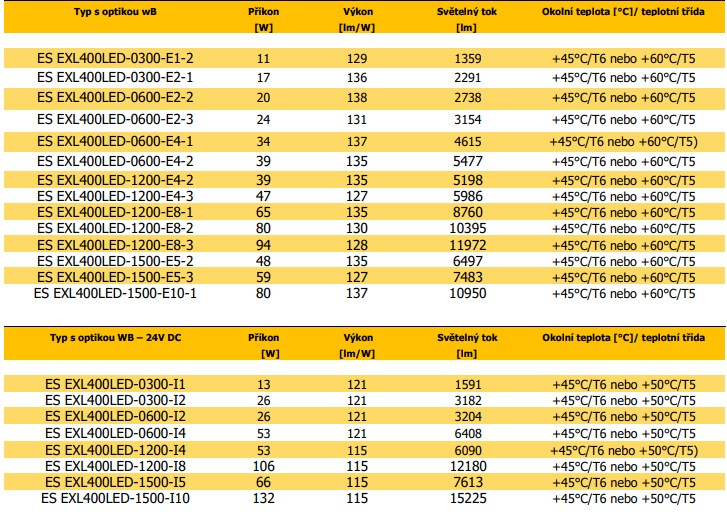 Typ s optikou wB Příkon Výkon Světelný tok Okolní teplota [°C]/ teplotní třída
[W] [lm/W] [lm]
ES EXL400LED-0300-E1-2 11 129 1359 +45°C/T6 nebo +60°C/T5
ES EXL400LED-0300-E2-1 17 136 2291 +45°C/T6 nebo +60°C/T5
ES EXL400LED-0600-E2-2 20 138 2738 +45°C/T6 nebo +60°C/T5
ES EXL400LED-0600-E2-3 24 131 3154 +45°C/T6 nebo +60°C/T5
ES EXL400LED-0600-E4-1 34 137 4615 +45°C/T6 nebo +60°C/T5)
ES EXL400LED-0600-E4-2 39 135 5477 +45°C/T6 nebo +60°C/T5
ES EXL400LED-1200-E4-2 39 135 5198 +45°C/T6 nebo +60°C/T5
ES EXL400LED-1200-E4-3 47 127 5986 +45°C/T6 nebo +60°C/T5
ES EXL400LED-1200-E8-1 65 135 8760 +45°C/T6 nebo +60°C/T5
ES EXL400LED-1200-E8-2 80 130 10395 +45°C/T6 nebo +60°C/T5
ES EXL400LED-1200-E8-3 94 128 11972 +45°C/T6 nebo +60°C/T5
ES EXL400LED-1500-E5-2 48 135 6497 +45°C/T6 nebo +60°C/T5
ES EXL400LED-1500-E5-3 59 127 7483 +45°C/T6 nebo +60°C/T5
ES EXL400LED-1500-E10-1 80 137 10950 +45°C/T6 nebo +60°C/T5
Typ s optikou WB – 24V DC Příkon Výkon Světelný tok Okolní teplota [°C]/ teplotní třída
[W] [lm/W] [lm]
ES EXL400LED-0300-I1 13 121 1591 +45°C/T6 nebo +50°C/T5
ES EXL400LED-0300-I2 26 121 3182 +45°C/T6 nebo +50°C/T5
ES EXL400LED-0600-I2 26 121 3204 +45°C/T6 nebo +50°C/T5
ES EXL400LED-0600-I4 53 121 6408 +45°C/T6 nebo +50°C/T5
ES EXL400LED-1200-I4 53 115 6090 +45°C/T6 nebo +50°C/T5)
ES EXL400LED-1200-I8 106 115 12180 +45°C/T6 nebo +50°C/T5
ES EXL400LED-1500-I5 66 115 7613 +45°C/T6 nebo +50°C/T5
ES EXL400LED-1500-I10 132 115 15225 +45°C/T6 nebo +50°C/T5